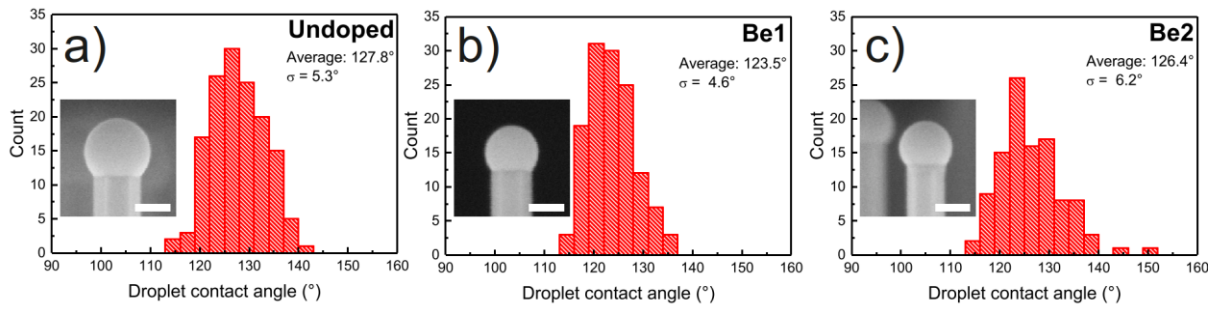 a)
Undoped
Average: 127.8°
σ = 5.3°
35
30
25
20
15
10
5
0
Count
90 100 110 120 130 140 150 160
Droplet contact angle (°)
b)
Be1
Average: 123.5°
σ = 4.6°
35
30
25
20
15
10
5
0
Count
90 100 110 120 130 140 150 160
Droplet contact angle (°)
c)
Be2
Average: 126.4°
σ = 6.2°
35
30
25
20
15
10
5
0
Count
90 100 110 120 130 140 150 160
Droplet contact angle (°)